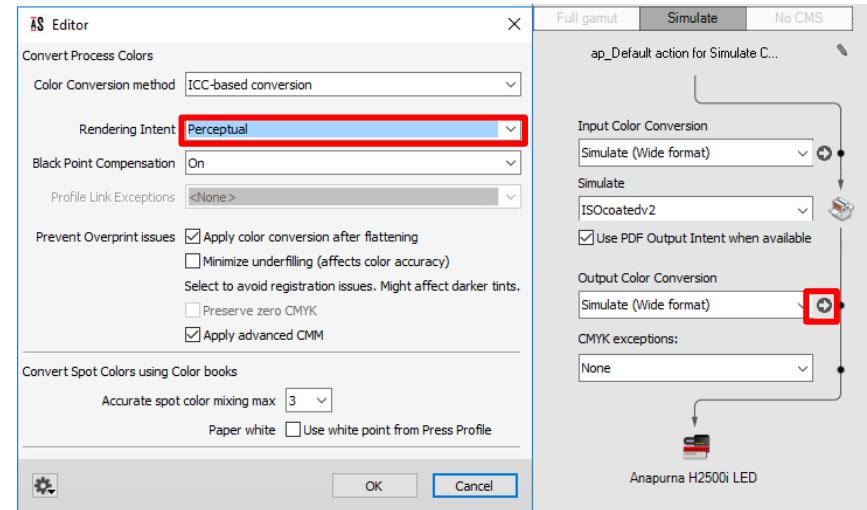 AS Editor
Convert Process Colors
Color Conversion method ICC-based conversion
Rendering Intent Perceptual
Black Point Compensation On
Profile Link Exceptions <None>
Prevent Overprint issues Apply color conversion after flattening
Minimize underfilling (affects color accuracy)
Select to avoid registration issues. Might affect darker tints.
Preserve zero CMYK
Apply advanced CMM
Convert Spot Colors using Color books
Accurate spot color mixing max 3
Paper white Use white point from Press Profile
OK Cancel
Full gamut Simulate No CMS
ap_Default action for Simulate C...
Input Color Conversion
Simulate (Wide format)
Simulate
ISOcoatedv2
Use PDF Output Intent when available
Output Color Conversion
Simulate (Wide format)
CMYK exceptions:
None
Anapurna H2500i LED